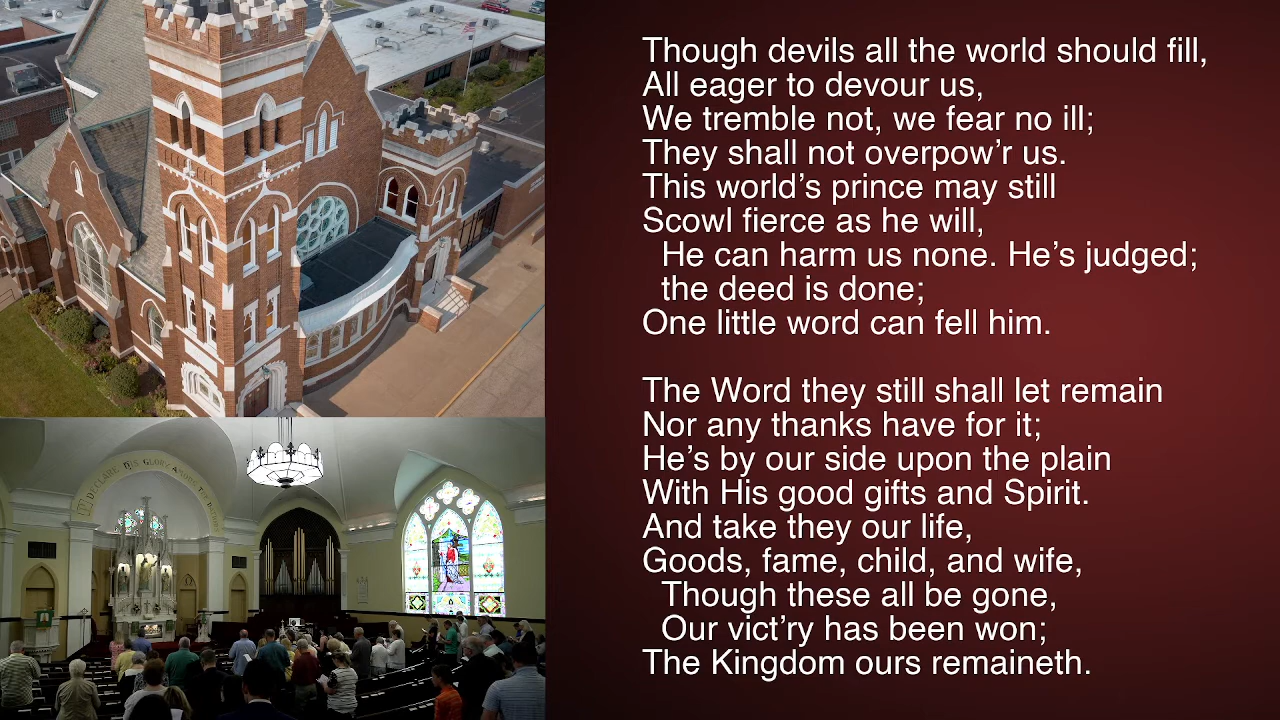 DECLARE HIS GLORY AMONG THE
Though devils all the world should fill,
All eager to devour us,
We tremble not, we fear no ill;
They shall not overpow’r us.
This world’s prince may still
Scowl fierce as he will,
He can harm us none. He’s judged;
the deed is done;
One little word can fell him.
The Word they still shall let remain
Nor any thanks have for it;
He’s by our side upon the plain
With His good gifts and Spirit.
And take they our life,
Goods, fame, child, and wife,
Though these all be gone,
Our vict’ry has been won;
The Kingdom ours remaineth.